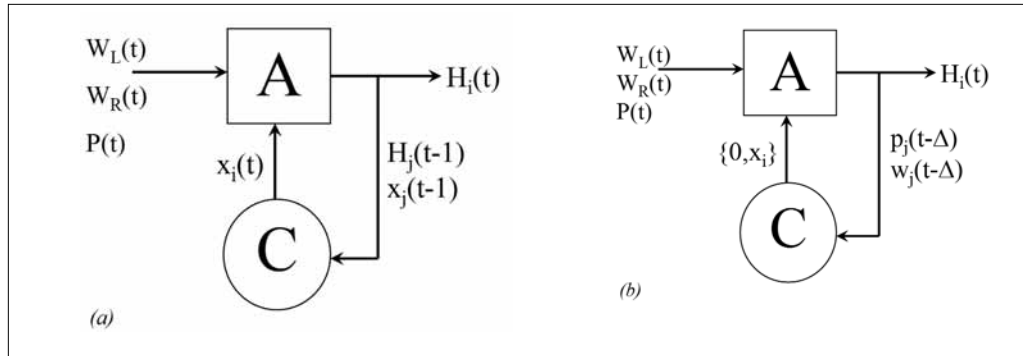 W_L(t)
W_R(t)
P(t)
A
H_i(t)
x_i(t)
H_j(t-1)
x_j(t-1)
C
(a)
W_L(t)
W_R(t)
P(t)
A
H_i(t)
{0,x_i}
p_j(t-Δ)
w_j(t-Δ)
C
(b)